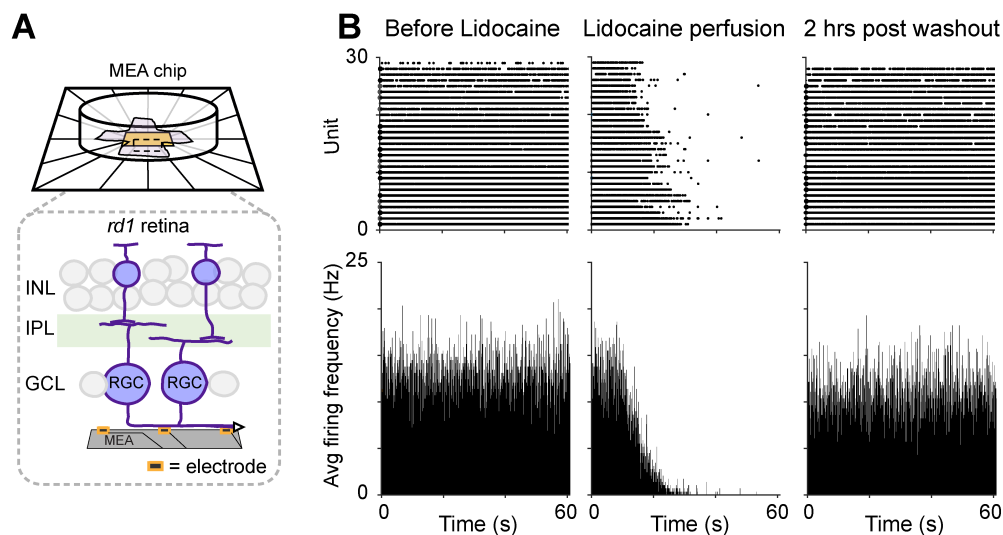 A
MEA chip
rd1 retina
INL
IPL
GCL
RGC RGC
MEA
= electrode
B
Before Lidocaine Lidocaine perfusion 2 hrs post washout
30
Unit
0
25
Avg firing frequency (Hz)
0
0 60 0 60 0 60
Time (s) Time (s) Time (s)